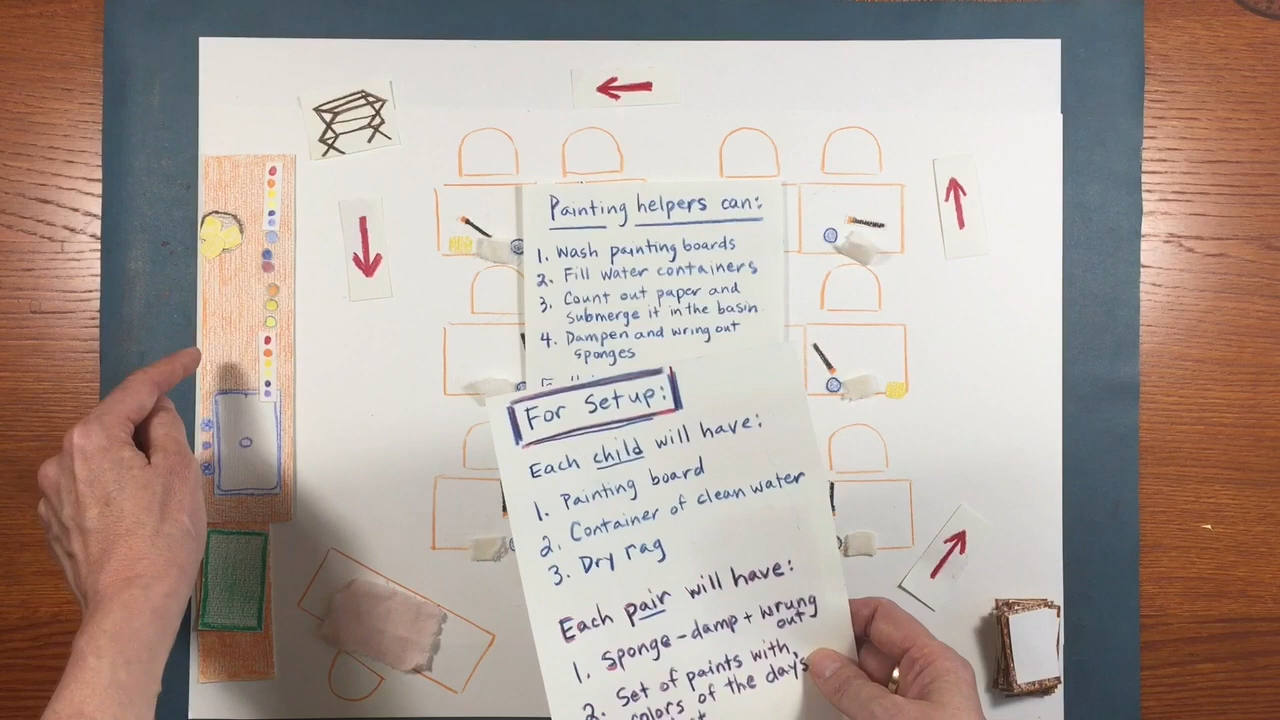 Painting helpers can:
1. Wash painting boards
2. Fill water containers
3. Count out paper and
submerge it in the basin
4. Dampen and wring out
sponges
For Setup:
Each child will have:
1. Painting board
2. Container of clean water
3. Dry rag
Each pair will have:
1. Sponge - damp + wrung
out
2. Set of paints with
colors of the day's